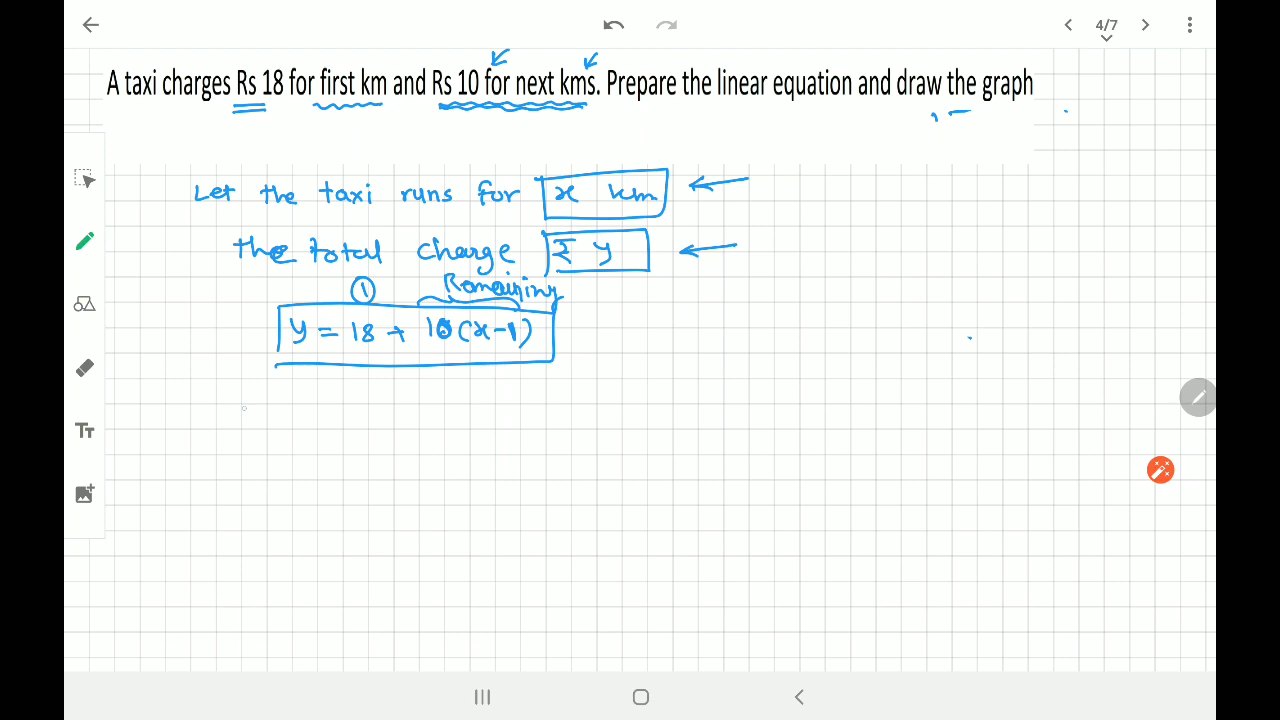 4/7
A taxi charges Rs 18 for first km and Rs 10 for next kms. Prepare the linear equation and draw the graph
Let the taxi runs for x km
the total charge ₹ y
① Remaining
y = 18 + 10(x-1)
TT